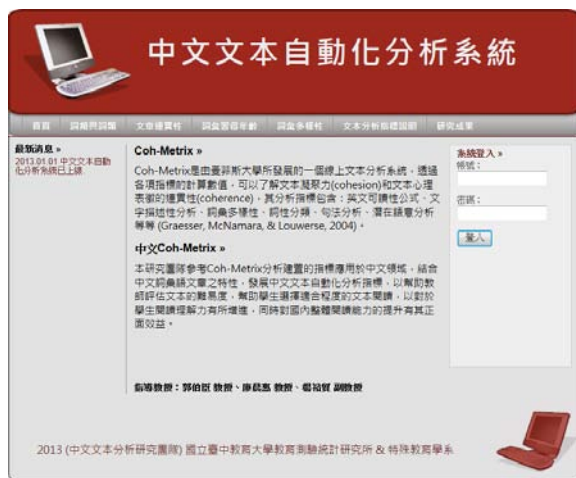 中文文本自動化分析系統
首頁 詞頻與詞類 文章連貫性 詞彙習得年齡 詞彙多樣性 文本分析指標說明 研究成果
最新消息 »
2013.01.01 中文文本自動
化分析系統已上線.
Coh-Metrix »
Coh-Metrix是由曼菲斯大學所發展的一個線上文本分析系統，透過
各項指標的計算數值，可以了解文本凝聚力(cohesion)和文本心理
表徵的連貫性(coherence)，其分析指標包含：英文可讀性公式、文
字描述性分析、詞彙多樣性、詞性分類、句法分析、潛在語意分析
等等 (Graesser, McNamara, & Louwerse, 2004)。
中文Coh-Metrix »
本研究團隊參考Coh-Metrix分析建置的指標應用於中文領域，結合
中文詞彙語文章之特性，發展中文文本自動化分析指標，以幫助教
師評估文本的難易度，幫助學生選擇適合程度的文本閱讀，以對於
學生閱讀理解力有所增進，同時對國內整體閱讀能力的提升有其正
面效益。
指導教授：郭伯臣 教授、廖晨惠 教授、楊裕貿 副教授
系統登入 »
帳號：
密碼：
登入
2013 (中文文本分析研究團隊) 國立臺中教育大學教育測驗統計研究所 & 特殊教育學系